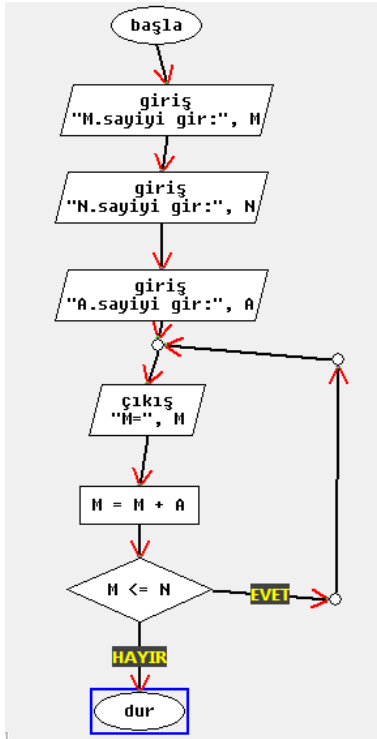 başla
giriş
"M.sayiyi gir:", M
giriş
"N.sayiyi gir:", N
giriş
"A.sayiyi gir:", A
çıkış
"M=", M
M = M + A
M <= N
EVET
HAYIR
dur